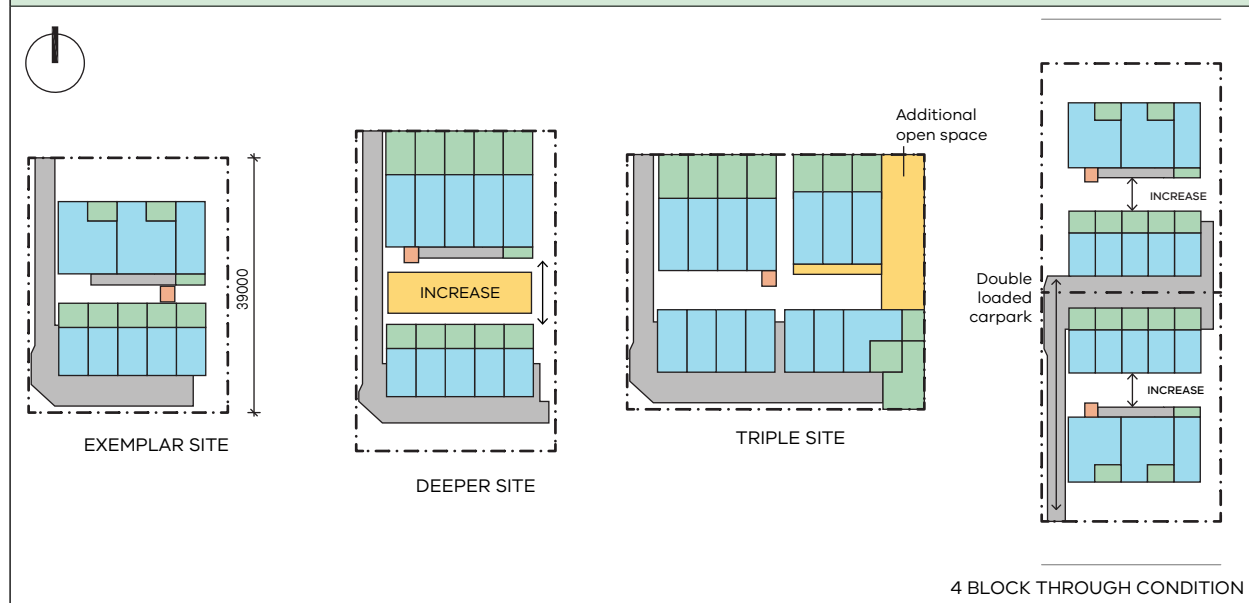 39000
EXEMPLAR SITE
INCREASE
DEEPER SITE
Additional
open space
TRIPLE SITE
INCREASE
Double
loaded
carpark
INCREASE
4 BLOCK THROUGH CONDITION